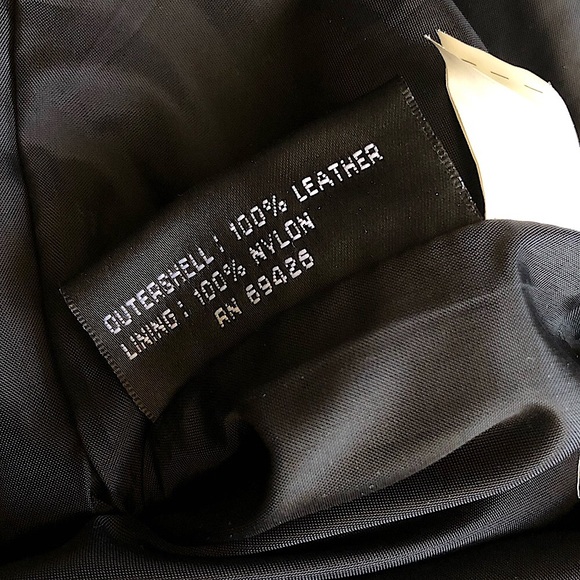 OUTERSHELL: 100% LEATHER
LINING: 100% NYLON
RN 69426